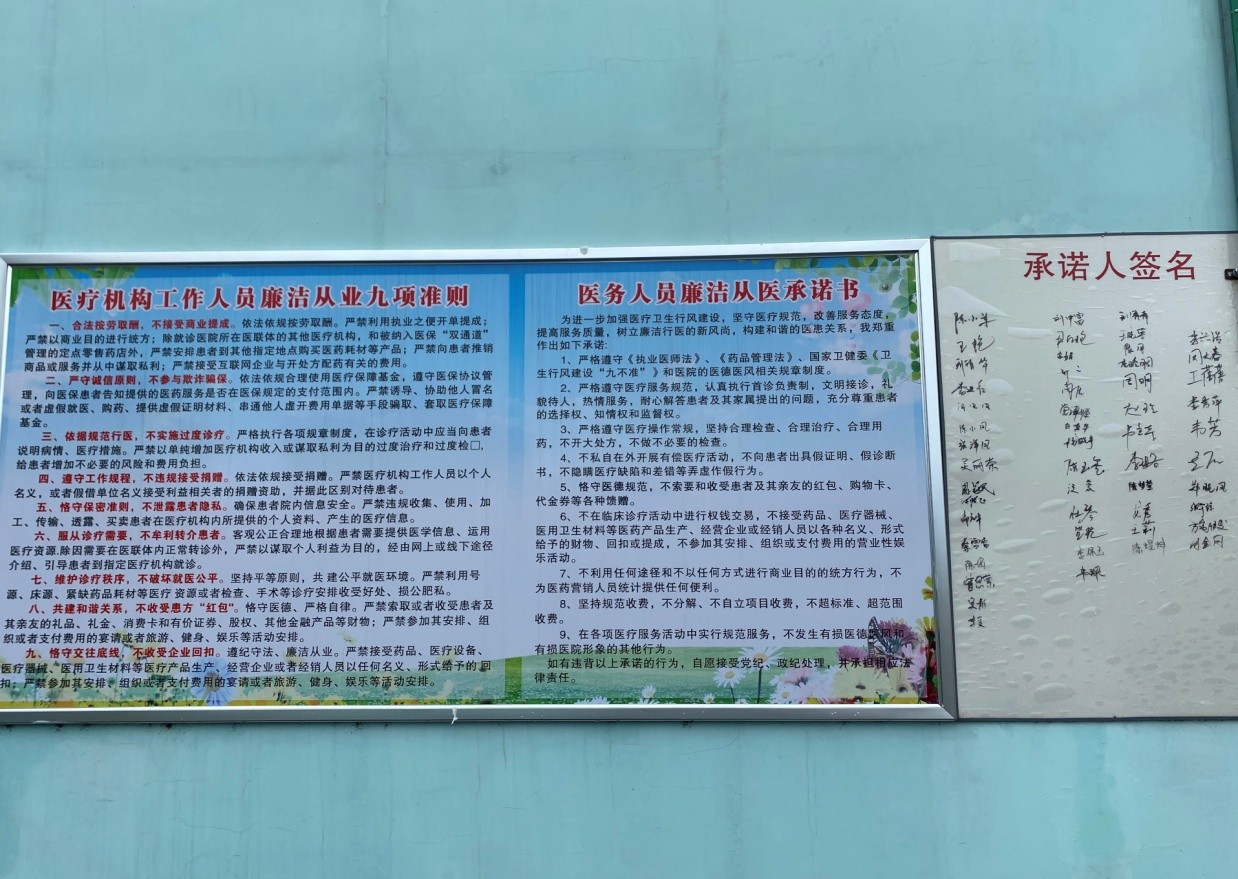 医疗机构工作人员廉洁从业九项准则
一、合法按劳取酬，不接受商业提成。依法依规按劳取酬。严禁利用执业之便开单提成；
严禁以商业目的进行统方；除就诊医院所在医联体的其他医疗机构，和被纳入医保“双通道”
管理的定点零售药店外，严禁安排患者到其他指定地点购买医药耗材等产品；严禁向患者推销
商品或服务并从中谋取私利；严禁接受互联网企业与开处方配药有关的费用。
二、严守诚信原则，不参与欺诈骗保。依法依规合理使用医疗保障基金，遵守医保协议管
理，向医保患者告知提供的医药服务是否在医保规定的支付范围内。严禁诱导、协助他人冒名
或者虚假就医、购药、提供虚假证明材料、串通他人虚开费用单据等手段骗取、套取医疗保障
基金。
三、依据规范行医，不实施过度诊疗。严格执行各项规章制度，在诊疗活动中应当向患者
说明病情、医疗措施。严禁以单纯增加医疗机构收入或谋取私利为目的过度治疗和过度检□，
给患者增加不必要的风险和费用负担。
四、遵守工作规程，不违规接受捐赠。依法依规接受捐赠。严禁医疗机构工作人员以个人
名义，或者假借单位名义接受利益相关者的捐赠资助，并据此区别对待患者。
五、恪守保密准则，不泄露患者隐私。确保患者院内信息安全。严禁违规收集、使用、加
工、传输、透露、买卖患者在医疗机构内所提供的个人资料、产生的医疗信息。
六、服从诊疗需要，不牟利转介患者。客观公正合理地根据患者需要提供医学信息、运用
医疗资源.除因需要在医联体内正常转诊外，严禁以谋取个人利益为目的，经由网上或线下途径
介绍、引导患者到指定医疗机构就诊。
七、维护诊疗秩序，不破坏就医公平。坚持平等原则，共 建公平就医环境。严禁利用号
源、床源、紧缺药品耗材等医疗资源或者检查、手术等诊疗安排收受好处、损公肥私。
八、共建和谐关系，不收受患方“红包”。恪守医德、严格自律。严禁索取或者收受患者及
其亲友的礼品、礼金、消费卡和有价证券、股权、其他金融产品等财物；严禁参加其安排、组
织或者支付费用的宴请或者旅游、健身、娱乐等活动安排。
九、恪守交往底线，不收受企业回扣。遵纪守法、廉洁从业。严禁接受药品、医疗设备、
医疗器械、医用卫生材料等医疗产品生产、经营企业或者经销人员以任何名义、形式给予的回
扣；严禁参加其安排、组织或者支付费用的宴请或者旅游、健身、娱乐等活动安排。
医务人员廉洁从医承诺书
为进一步加强医疗卫生行风建设，坚守医疗规范，改善服务态度，
提高服务质量，树立廉洁行医的新风尚，构建和谐的医患关系，我郑重
作出如下承诺：
1、严格遵守《执业医师法》、《药品管理法》、国家卫健委《卫
生行风建设“九不准”》和医院的医德医风相关规章制度。
2、严格遵守医疗服务规范，认真执行首诊负责制，文明接诊，礼
貌待人，热情服务，耐心解答患者及其家属提出的问题，充分尊重患者
的选择权、知情权和监督权。
3、严格遵守医疗操作常规，坚持合理检查、合理治疗、合理用
药，不开大处方，不做不必要的检查。
4、不私自在外开展有偿医疗活动，不向患者出具假证明、假诊断
书，不隐瞒医疗缺陷和差错等弄虚作假行为。
5、恪守医德规范，不索要和收受患者及其亲友的红包、购物卡、
代金券等各种馈赠。
6、不在临床诊疗活动中进行权钱交易，不接受药品、医疗器械、
医用卫生材料等医药产品生产、经营企业或经销人员以各种名义、形式
给予的财物、回扣或提成，不参加其安排、组织或支付费用的营业性娱
乐活动。
7、不利用任何途径和不以任何方式进行商业目的的统方行为，不
为医药营销人员统计提供任何便利。
8、坚持规范收费，不分解、不自立项目收费，不超标准、超范围
收费。
9、在各项医疗服务活动中实行规范服务，不发生有损医德医风和
有损医院形象的其他行为。
如有违背以上承诺的行为，自愿接受党纪、政纪处理，并承担相应法
律责任。
承诺人签名